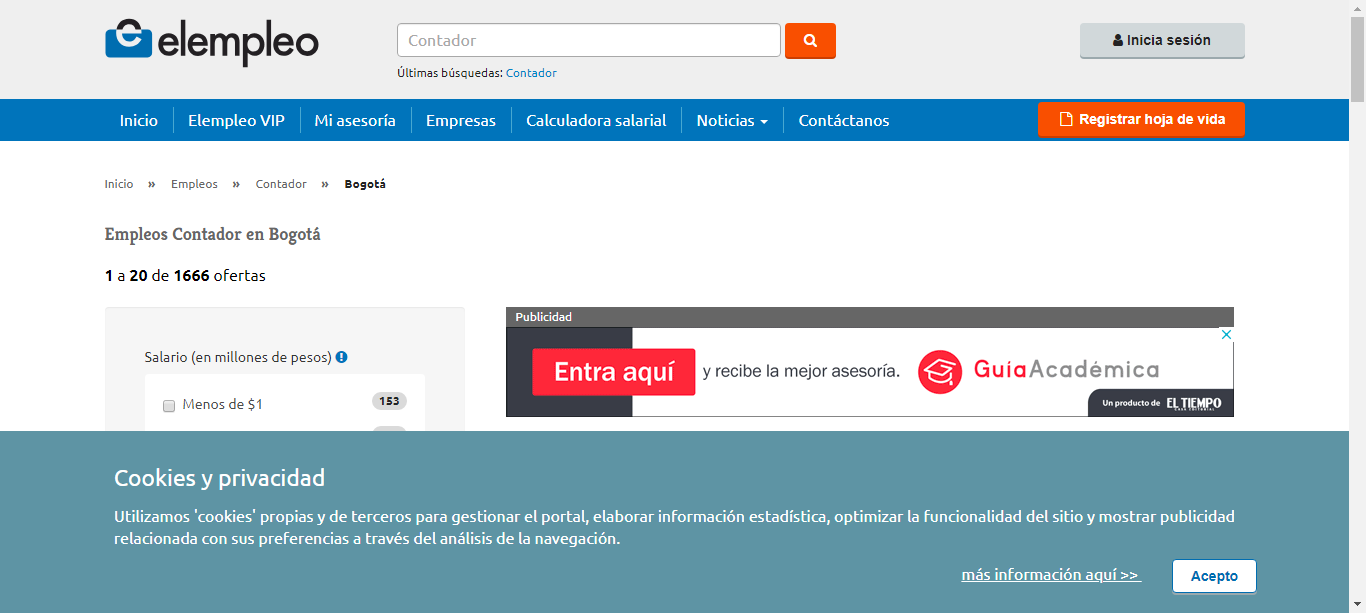 elempleo
Contador
Últimas búsquedas: Contador
Inicia sesión
Inicio Elempleo VIP Mi asesoría Empresas Calculadora salarial Noticias Contáctanos Registrar hoja de vida
Inicio » Empleos » Contador » Bogotá
Empleos Contador en Bogotá
1 a 20 de 1666 ofertas
Salario (en millones de pesos)
Menos de $1 153
Publicidad
Entra aquí y recibe la mejor asesoría. GuíaAcadémica
Un producto de EL TIEMPO
Cookies y privacidad
Utilizamos 'cookies' propias y de terceros para gestionar el portal, elaborar información estadística, optimizar la funcionalidad del sitio y mostrar publicidad
relacionada con sus preferencias a través del análisis de la navegación.
más información aquí >> Acepto